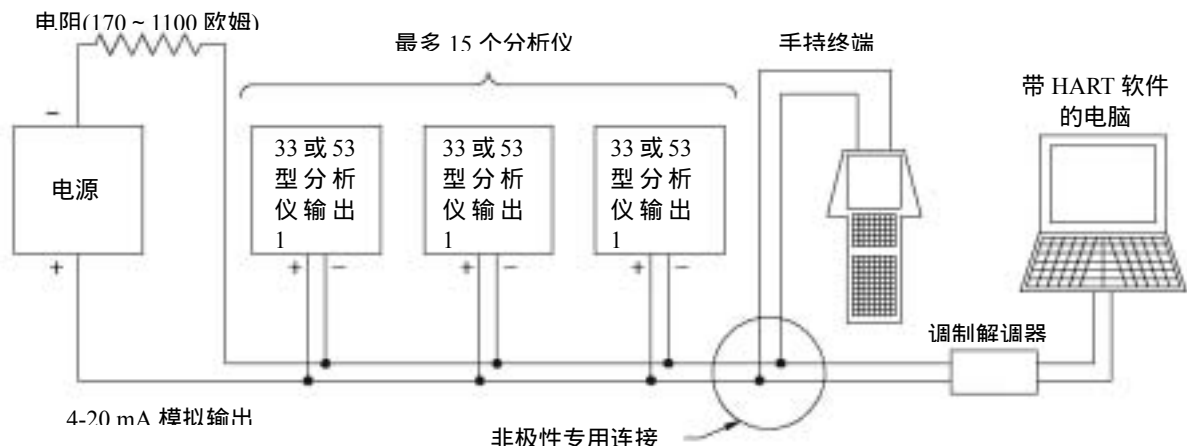 电阻(170 ~ 1100 欧姆)
最多 15 个分析仪
手持终端
带 HART 软件
的电脑
-
电源
+
33 或 53
型 分 析
仪 输 出
1
+ -
33 或 53
型 分 析
仪 输 出
1
+ -
33 或 53
型 分 析
仪 输 出
1
+ -
调制解调器
4-20 mA 模拟输出
非极性专用连接